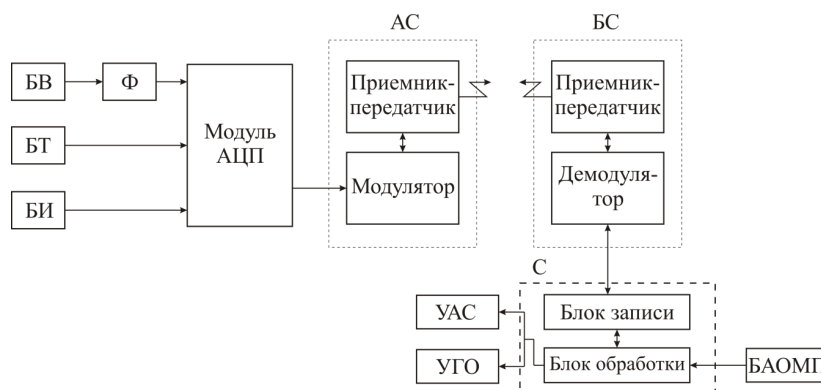 АС
БС
БВ
Ф
БТ
БИ
Модуль
АЦП
Приемник-
передатчик
Модулятор
Приемник-
передатчик
Демодуля-
тор
С
Блок записи
Блок обработки
УАС
УГО
БАОМП